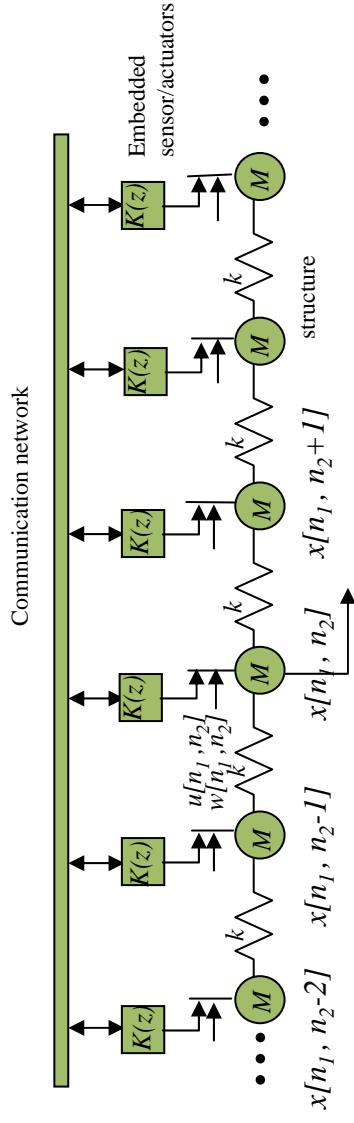 Communication network
Embedded
sensor/actuators
K(z) K(z) K(z) K(z) K(z) K(z)
u[n₁,n₂]
w[n₁,n₂]
k k k k k
M M M M M M
structure
x[n₁, n₂-2] x[n₁, n₂-1] x[n₁, n₂] x[n₁, n₂+1]